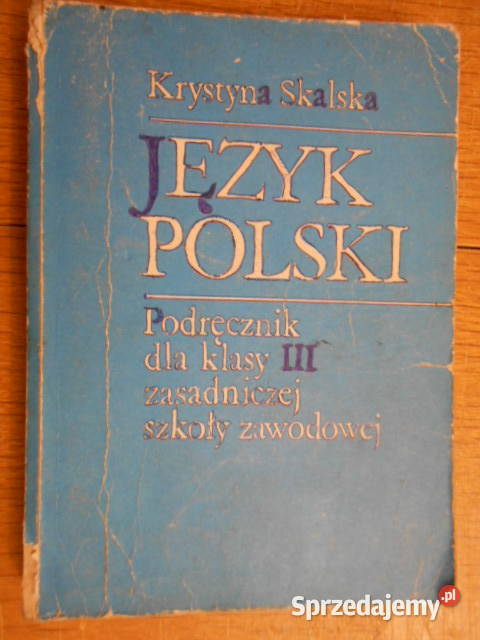 Krystyna Skalska
JĘZYK
POLSKI
Podręcznik
dla klasy III
zasadniczej
szkoły zawodowej
Sprzedajemy.pl